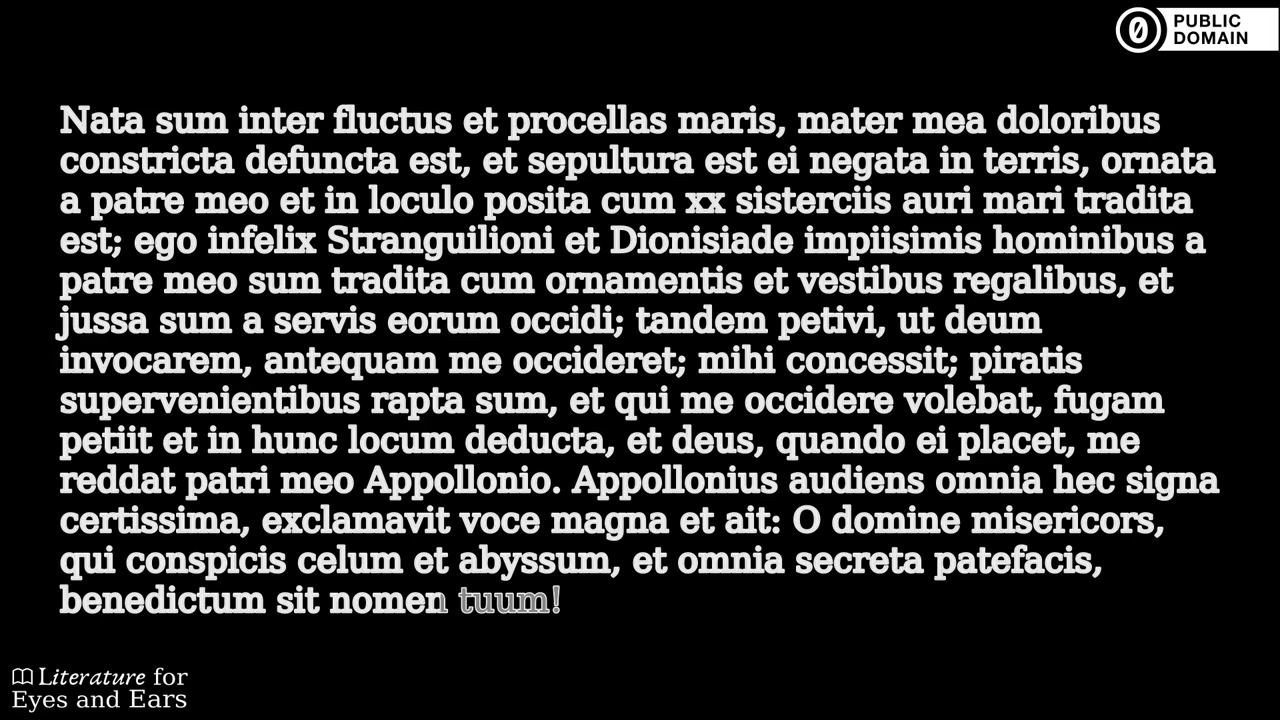 PUBLIC
DOMAIN
Nata sum inter fluctus et procellas maris, mater mea doloribus
constricta defuncta est, et sepultura est ei negata in terris, ornata
a patre meo et in loculo posita cum xx sisterciis auri mari tradita
est; ego infelix Stranguilioni et Dionisiade impiisimis hominibus a
patre meo sum tradita cum ornamentis et vestibus regalibus, et
jussa sum a servis eorum occidi; tandem petivi, ut deum
invocarem, antequam me occideret; mihi concessit; piratis
supervenientibus rapta sum, et qui me occidere volebat, fugam
petiit et in hunc locum deducta, et deus, quando ei placet, me
reddat patri meo Appollonio. Appollonius audiens omnia hec signa
certissima, exclamavit voce magna et ait: O domine misericors,
qui conspicis celum et abyssum, et omnia secreta patefacis,
benedictum sit nomen tuum!
Literature for
Eyes and Ears